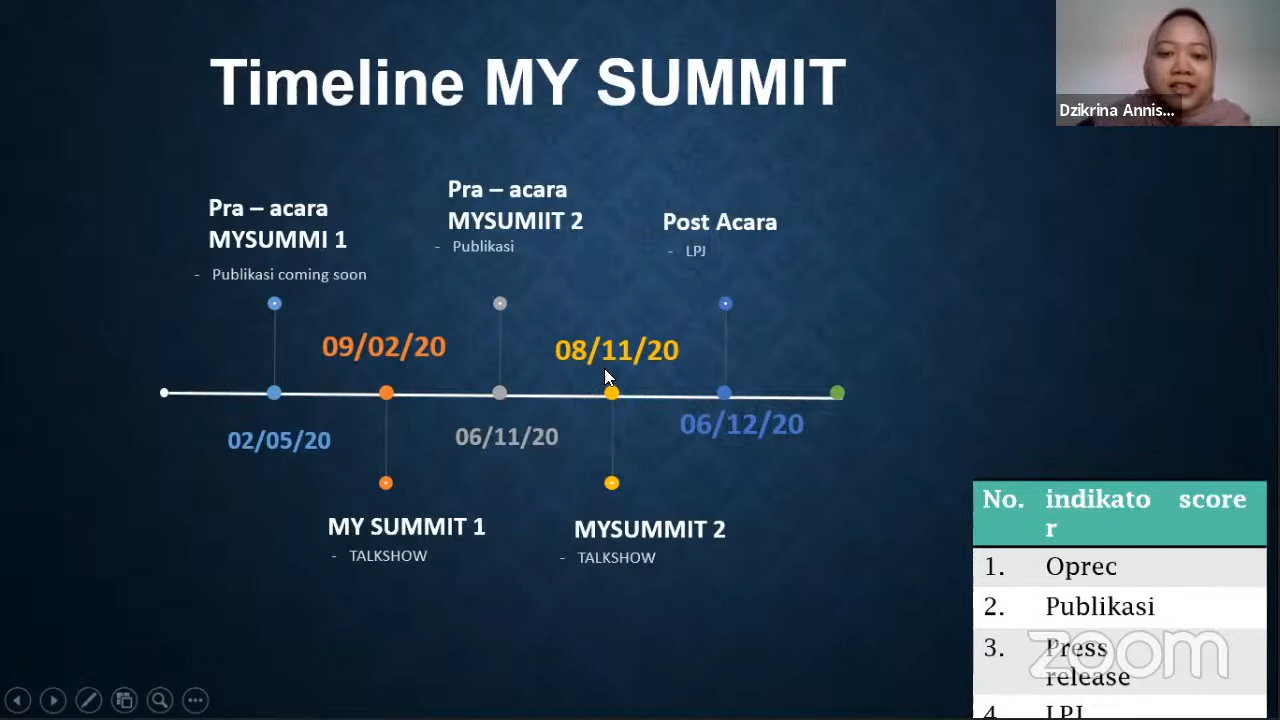 Timeline MY SUMMIT
Dzikrina Annis...
Pra – acara
MYSUMMI 1
- Publikasi coming soon
Pra – acara
MYSUMIIT 2
- Publikasi
Post Acara
- LPJ
09/02/20
08/11/20
02/05/20
06/11/20
06/12/20
MY SUMMIT 1
- TALKSHOW
MYSUMMIT 2
- TALKSHOW
No. indikato score
r
1. Oprec
2. Publikasi
3. Press
release
4. LPJ
zoom